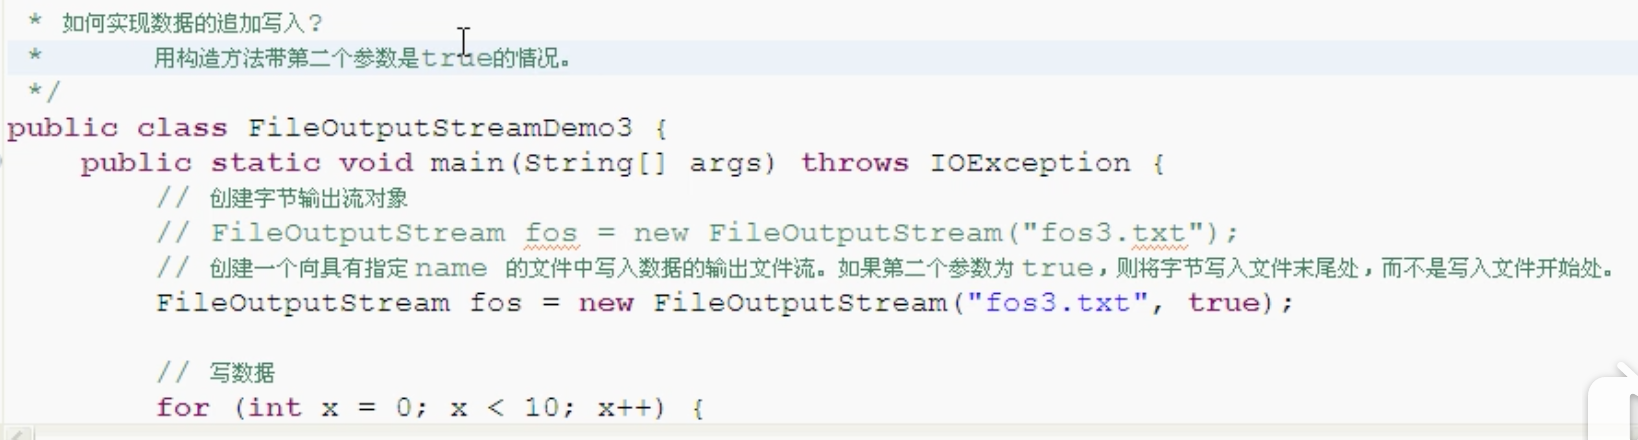 * 如何实现数据的追加写入？
* 用构造方法带第二个参数是true的情况。
*/
public class FileOutputStreamDemo3 {
public static void main(String[] args) throws IOException {
// 创建字节输出流对象
// FileOutputStream fos = new FileOutputStream("fos3.txt");
// 创建一个向具有指定 name 的文件中写入数据的输出文件流。如果第二个参数为 true，则将字节写入文件末尾处，而不是写入文件开始处。
FileOutputStream fos = new FileOutputStream("fos3.txt", true);
// 写数据
for (int x = 0; x < 10; x++) {